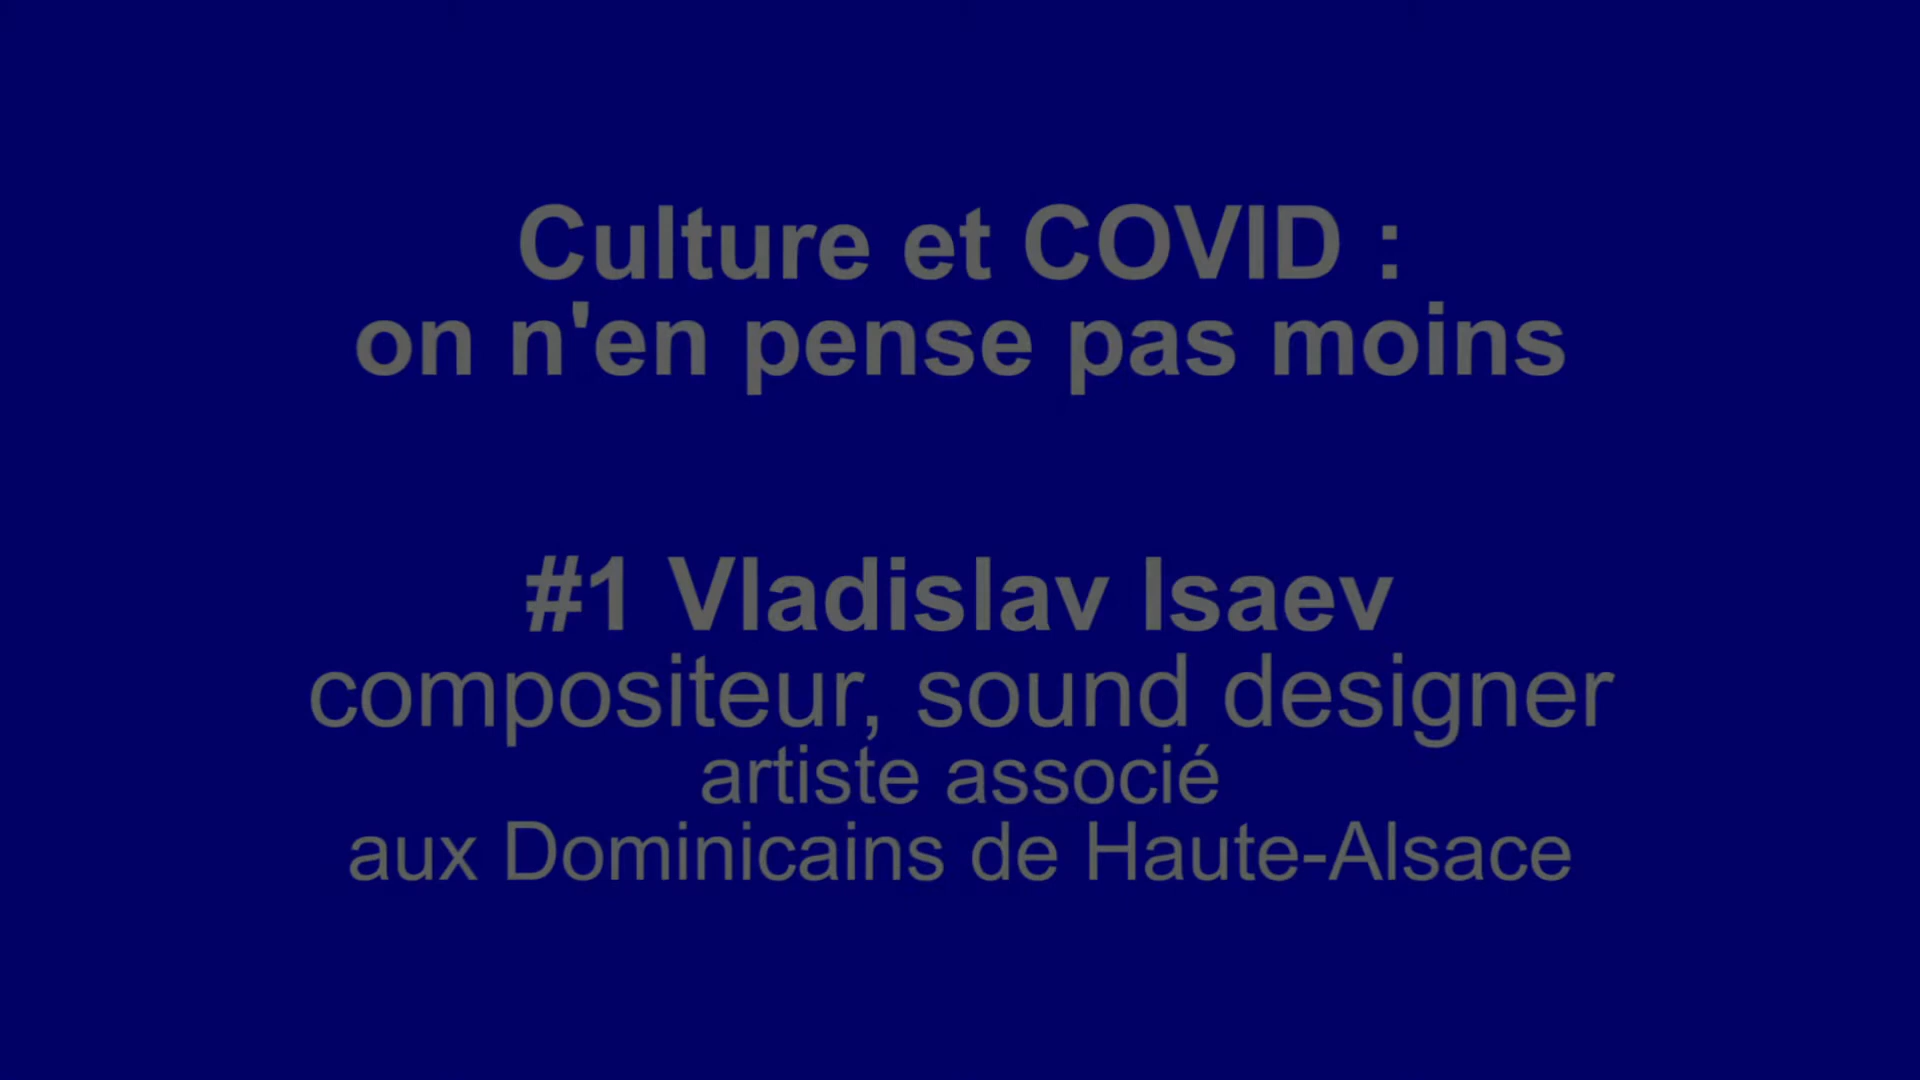 Culture et COVID :
on n'en pense pas moins
#1 Vladislav Isaev
compositeur, sound designer
artiste associé
aux Dominicains de Haute-Alsace